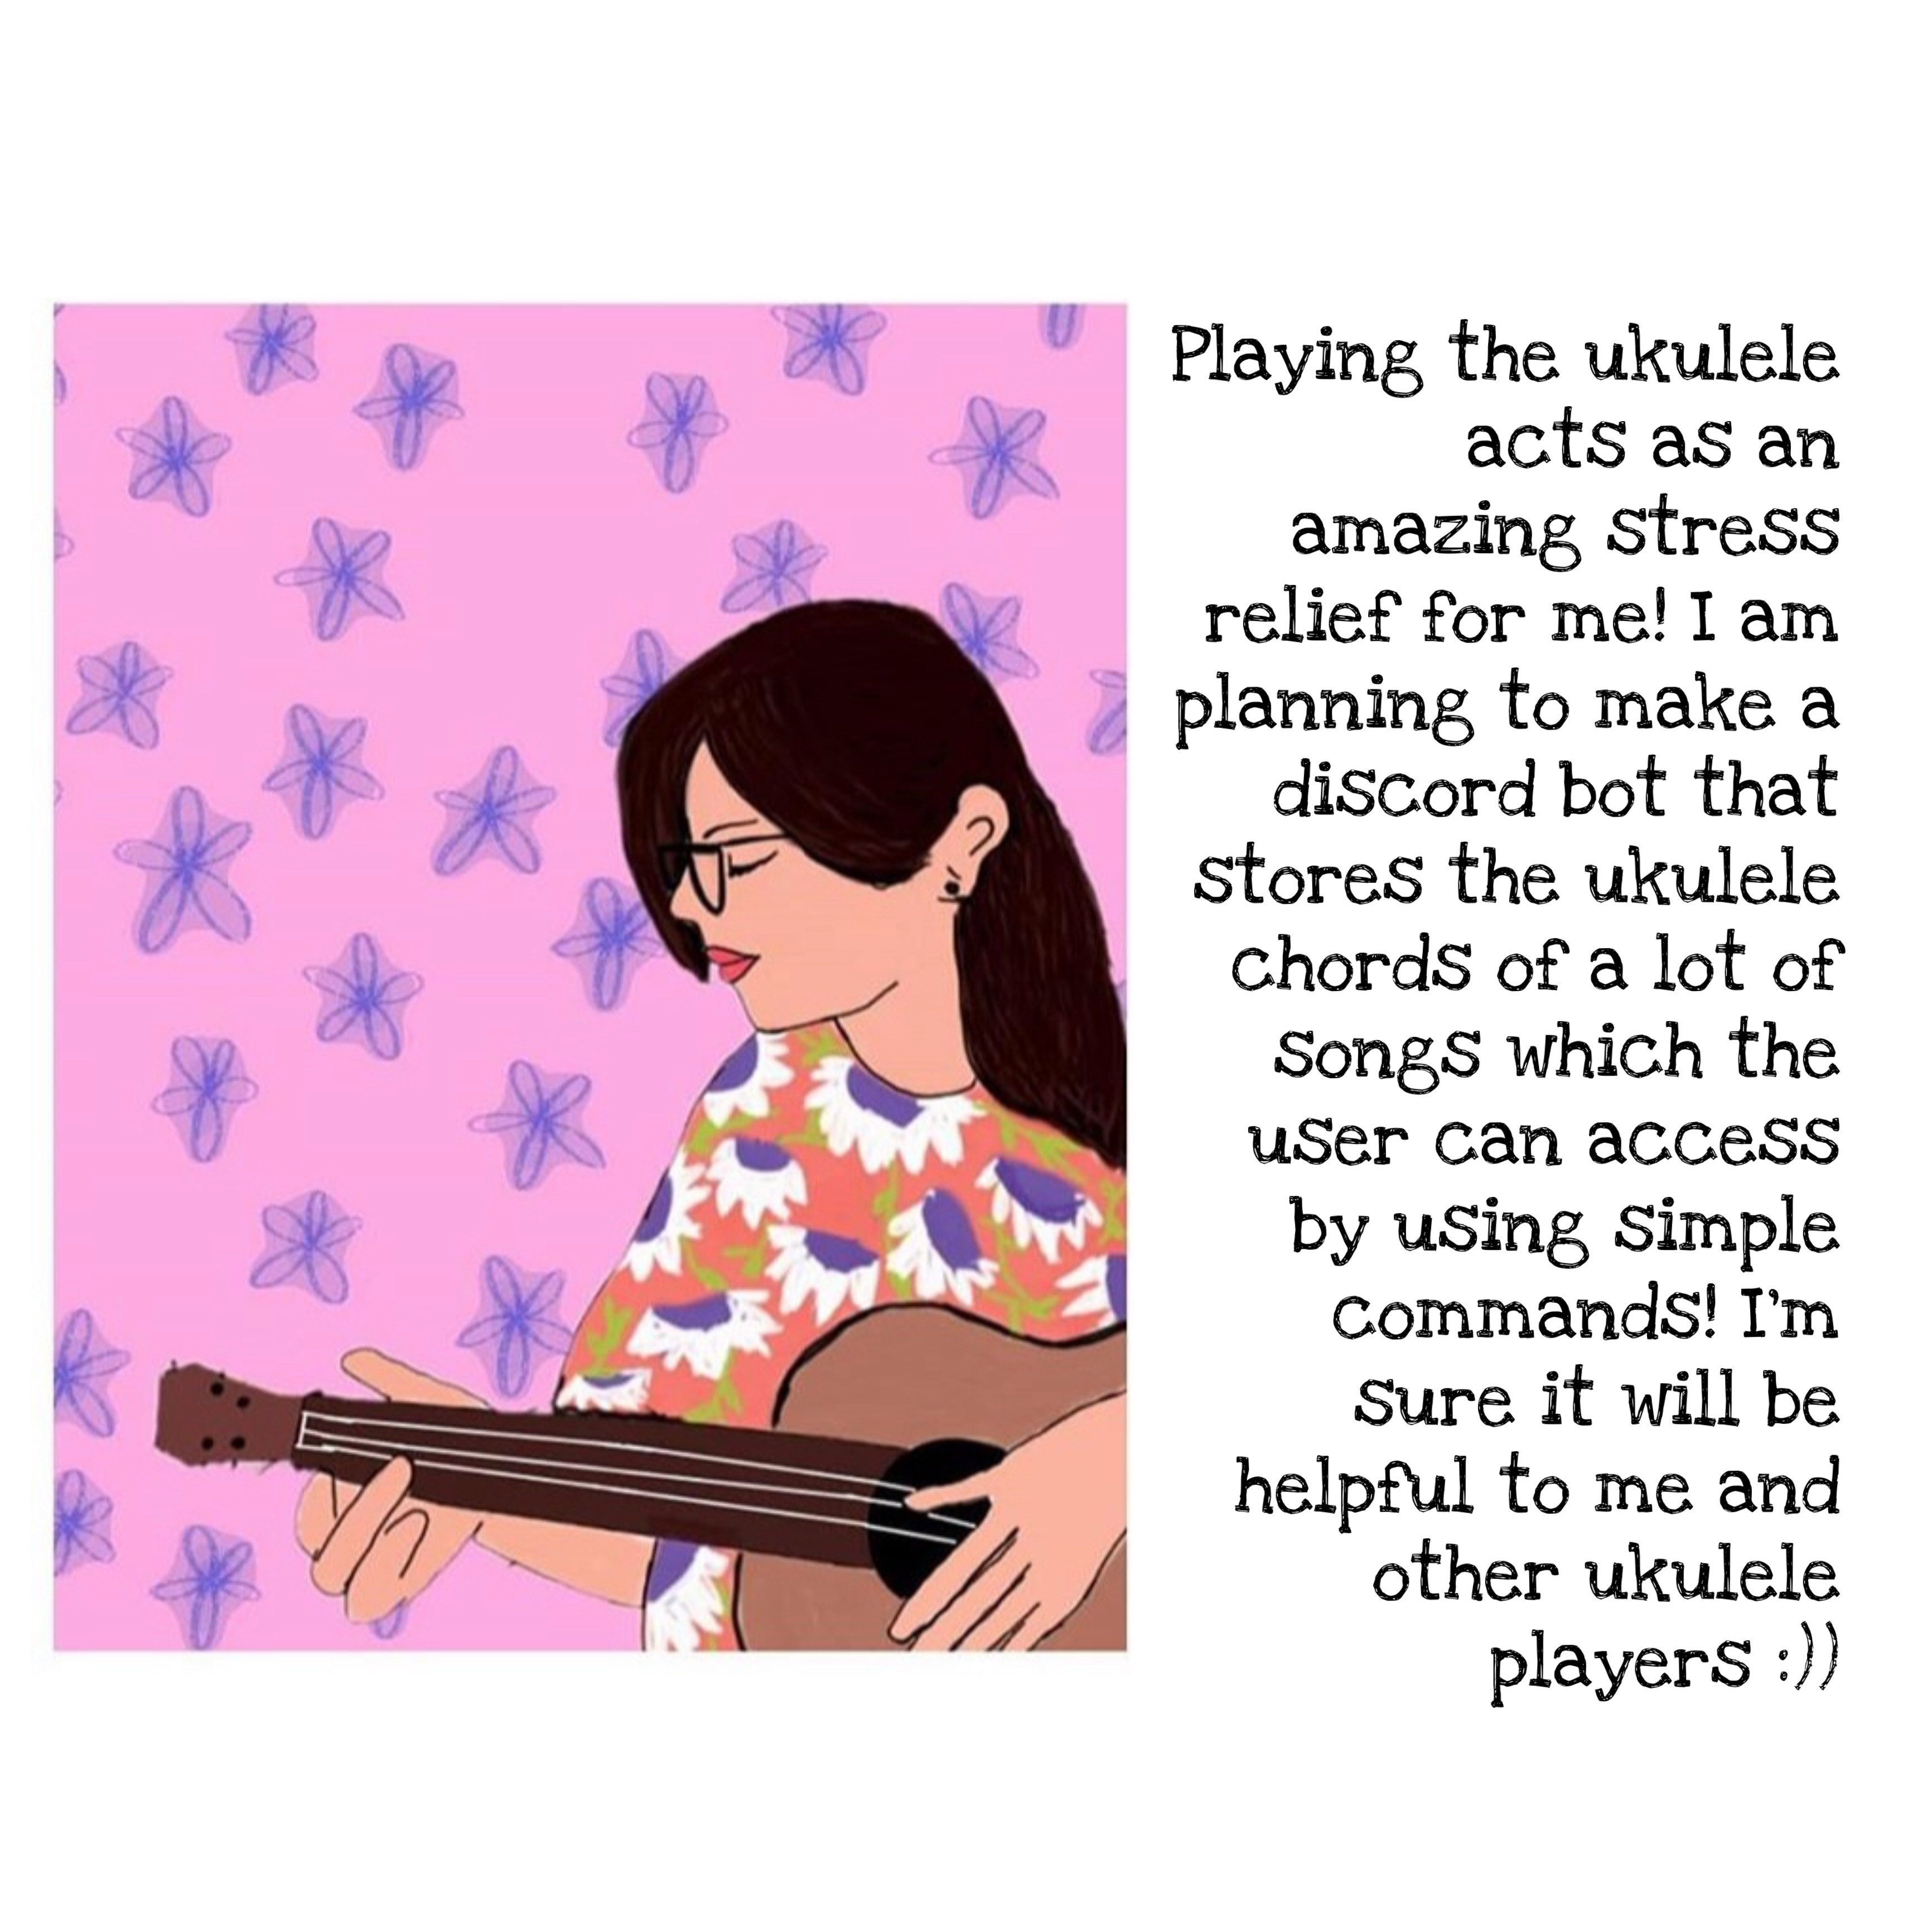 Playing the ukulele
acts as an
amazing stress
relief for me! I am
planning to make a
discord bot that
stores the ukulele
chords of a lot of
songs which the
user can access
by using simple
commands! I'm
sure it will be
helpful to me and
other ukulele
players :))